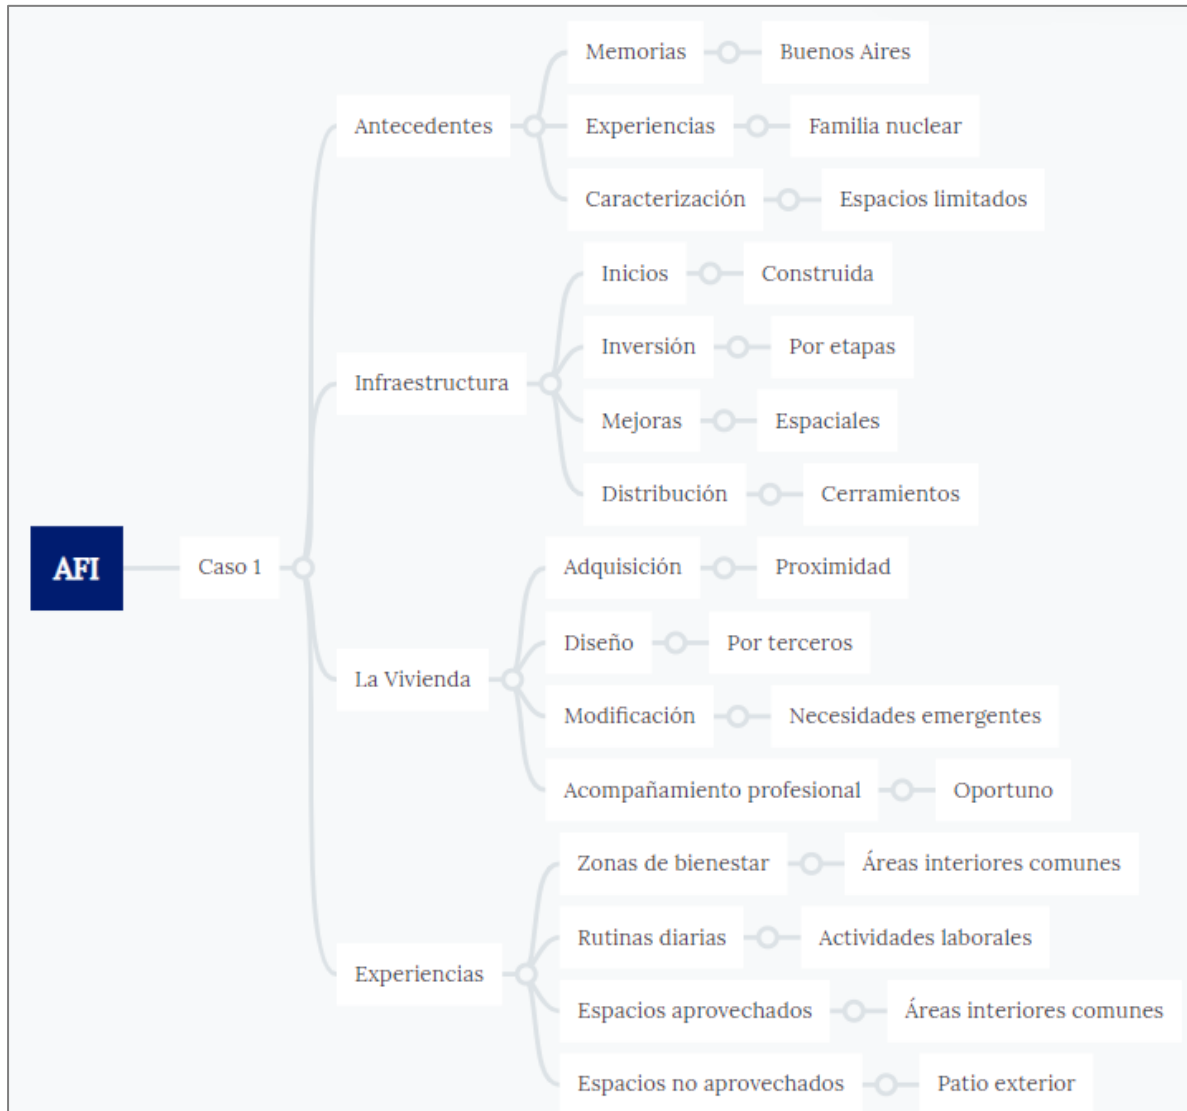 Memorias
Buenos Aires
Antecedentes
Experiencias
Familia nuclear
Caracterización
Espacios limitados
Inicios
Construida
Inversión
Por etapas
Infraestructura
Mejoras
Espaciales
Distribución
Cerramientos
AFI
Caso 1
Adquisición
Proximidad
Diseño
Por terceros
La Vivienda
Modificación
Necesidades emergentes
Acompañamiento profesional
Oportuno
Zonas de bienestar
Áreas interiores comunes
Rutinas diarias
Actividades laborales
Experiencias
Espacios aprovechados
Áreas interiores comunes
Espacios no aprovechados
Patio exterior